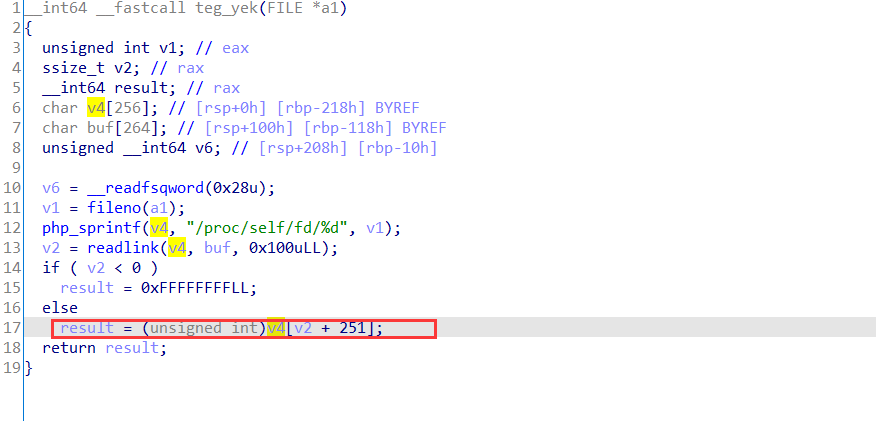 1 __int64 __fastcall teg_yek(FILE *a1)
2 {
3 unsigned int v1; // eax
4 ssize_t v2; // rax
5 __int64 result; // rax
6 char v4[256]; // [rsp+0h] [rbp-218h] BYREF
7 char buf[264]; // [rsp+100h] [rbp-118h] BYREF
8 unsigned __int64 v6; // [rsp+208h] [rbp-10h]
9
10 v6 = __readfsqword(0x28u);
11 v1 = fileno(a1);
12 php_sprintf(v4, "/proc/self/fd/%d", v1);
13 v2 = readlink(v4, buf, 0x100uLL);
14 if ( v2 < 0 )
15 result = 0xFFFFFFFFLL;
16 else
17 result = (unsigned int)v4[v2 + 251];
18 return result;
19 }